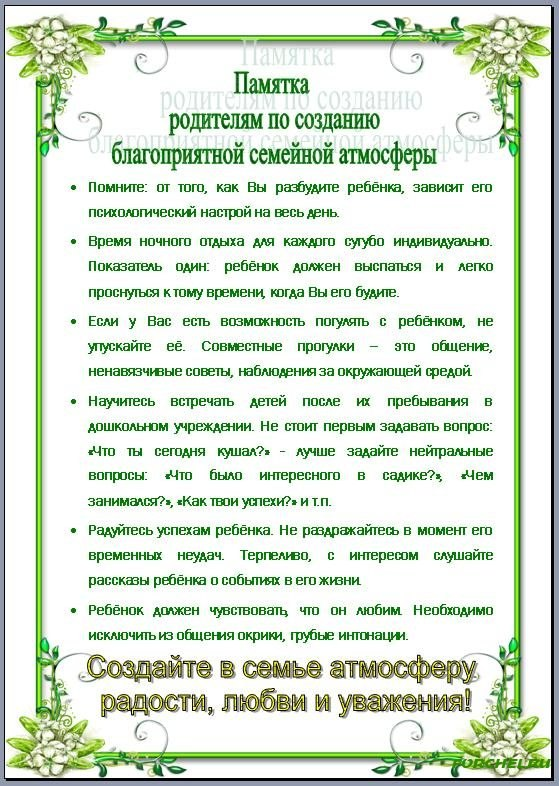 Памятка
родителям по созданию
благоприятной семейной атмосферы
• Помните: от того, как Вы разбудите ребёнка, зависит его
психологический настрой на весь день.
• Время ночного отдыха для каждого сугубо индивидуально.
Показатель один: ребёнок должен выспаться и легко
проснуться к тому времени, когда Вы его будите.
• Если у Вас есть возможность погулять с ребёнком, не
упускайте её. Совместные прогулки – это общение,
ненавязчивые советы, наблюдения за окружающей средой.
• Научитесь встречать детей после их пребывания в
дошкольном учреждении. Не стоит первым задавать вопрос:
«Что ты сегодня кушал?» - лучше задайте нейтральные
вопросы: «Что было интересного в садике?», «Чем
занимался?», «Как твои успехи?» и т.п.
• Радуйтесь успехам ребёнка. Не раздражайтесь в момент его
временных неудач. Терпеливо, с интересом слушайте
рассказы ребёнка о событиях в его жизни.
• Ребёнок должен чувствовать, что он любим. Необходимо
исключить из общения окрики, грубые интонации.
Создайте в семье атмосферу
радости, любви и уважения!